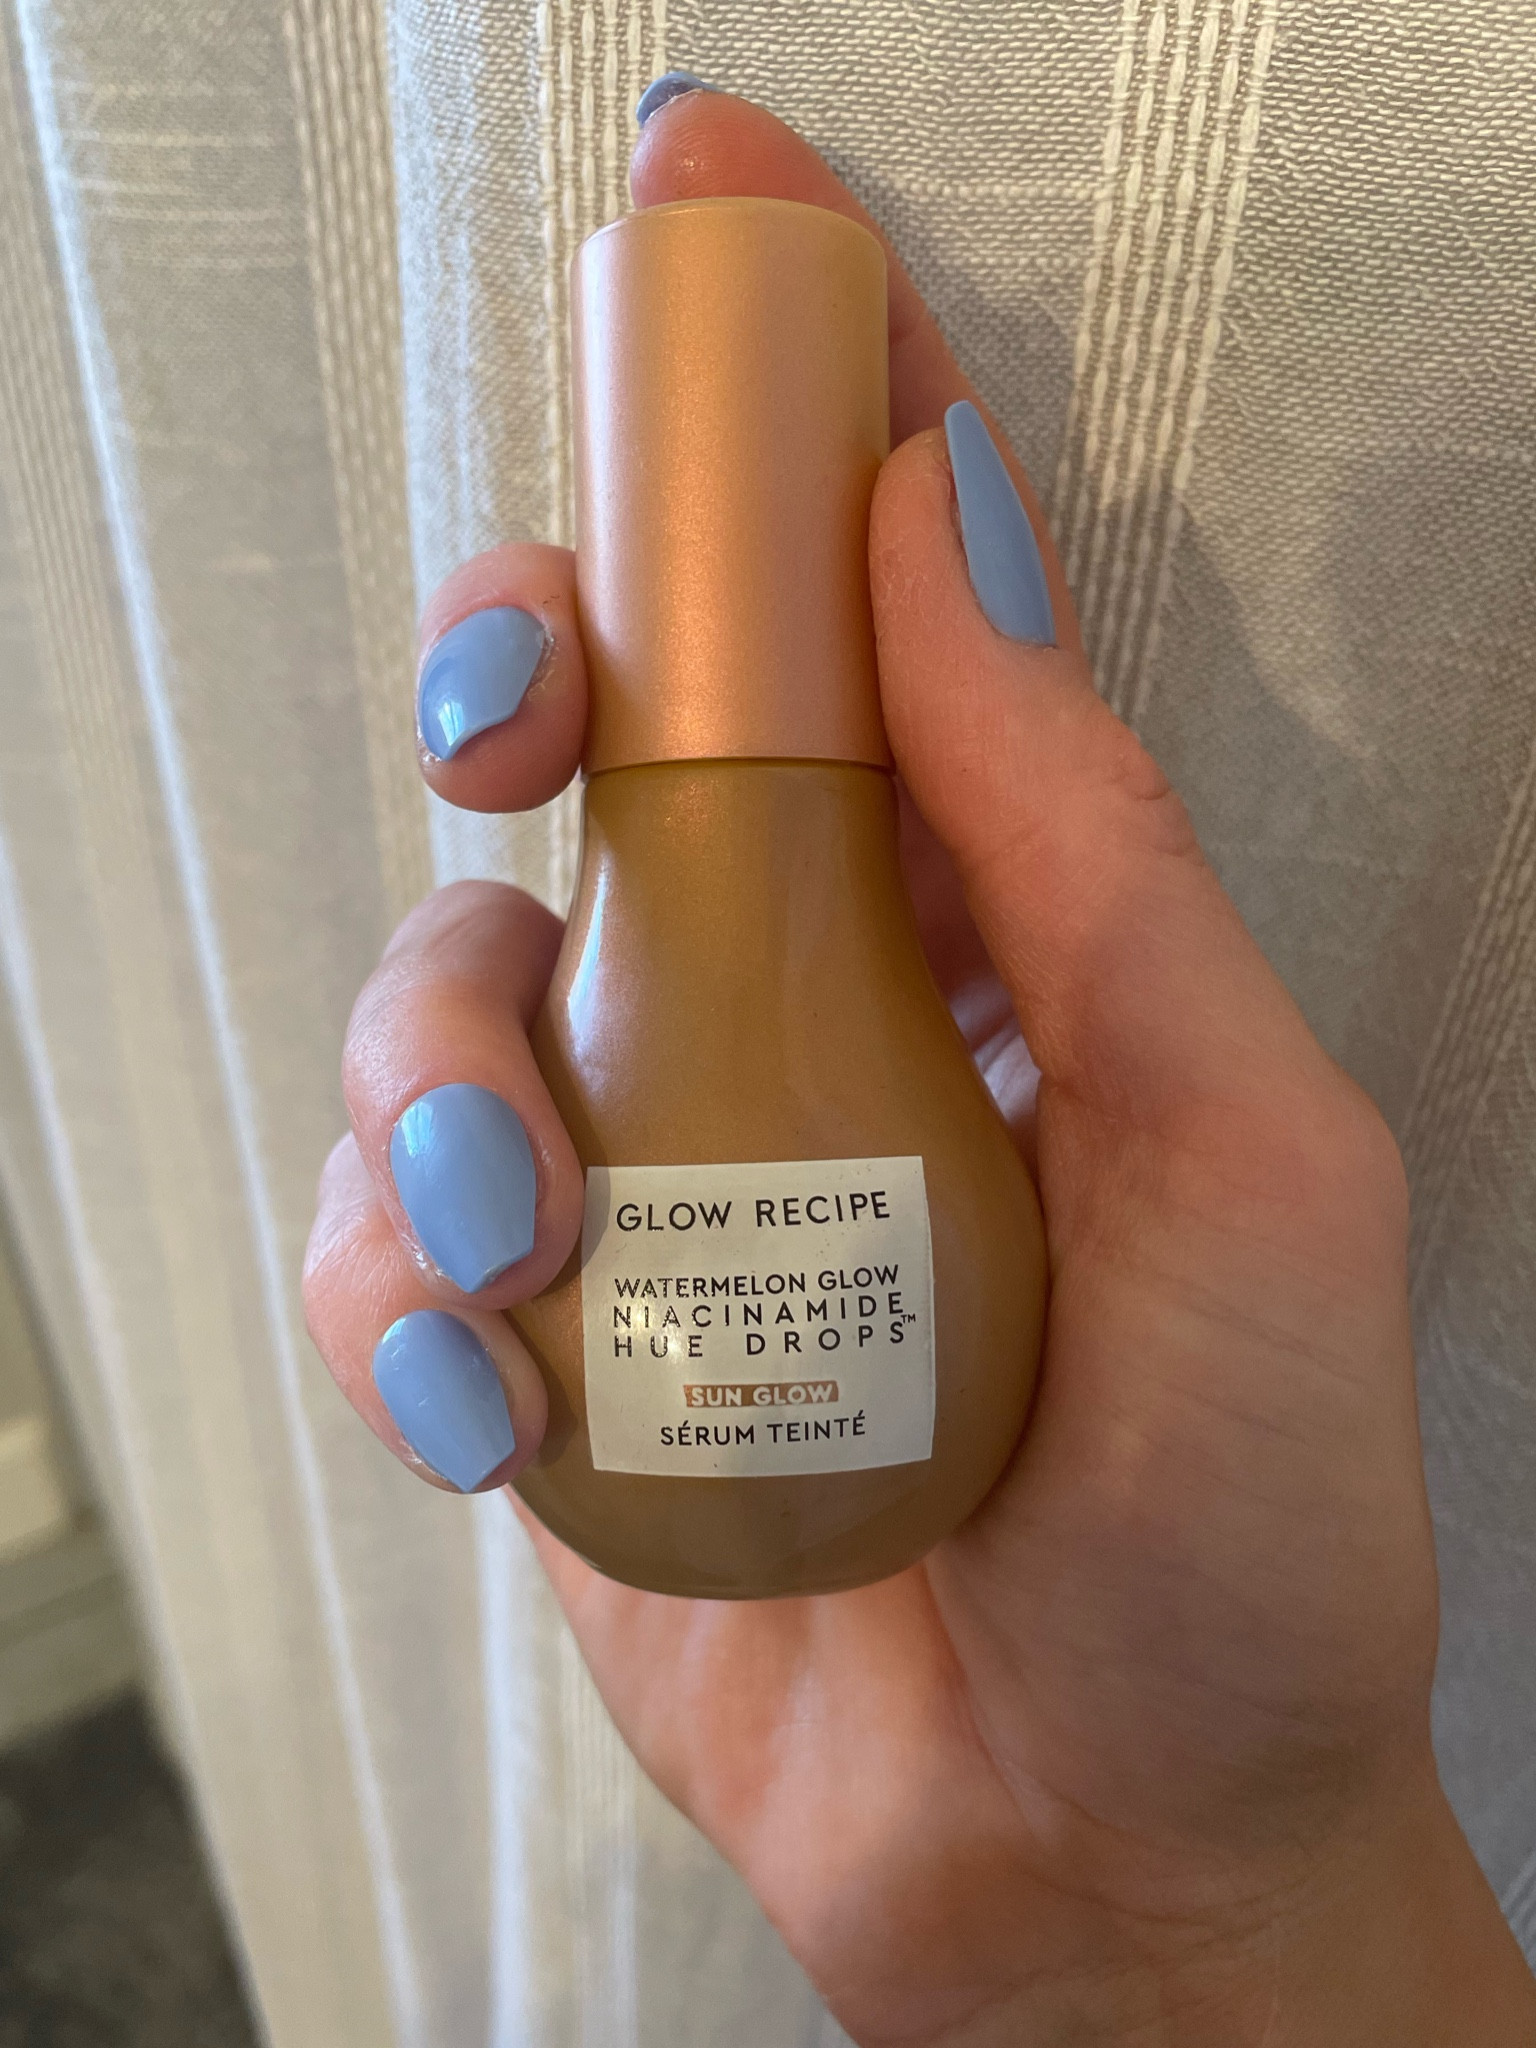 GLOW RECIPE
WATERMELON GLOW
NIACINAMIDE
HUE DROPS™
SUN GLOW
SÉRUM TEINTÉ